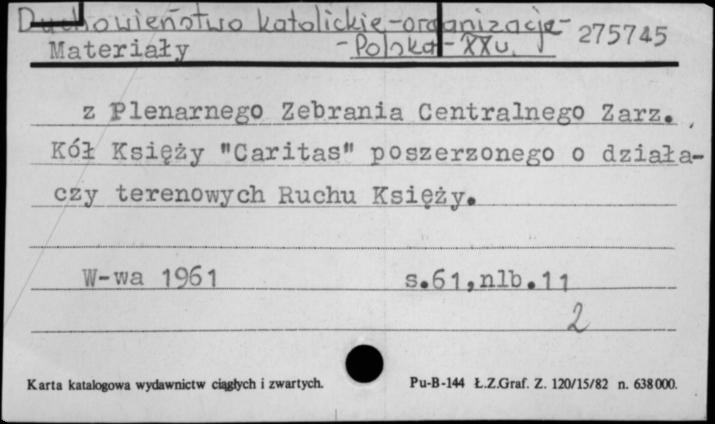 Duchowieństwo katolickie-organizacje-
Materiały - Polska - XXw. 275745
z Plenarnego Zebrania Centralnego Zarz.
Kół Księży "Caritas" poszerzonego o działa-
czy terenowych Ruchu Księży.
W-wa 1961 s.61,nlb.11
2
Karta katalogowa wydawnictw ciągłych i zwartych. Pu-B-144 Ł.Z.Graf. Z. 120/15/82 n. 638000.